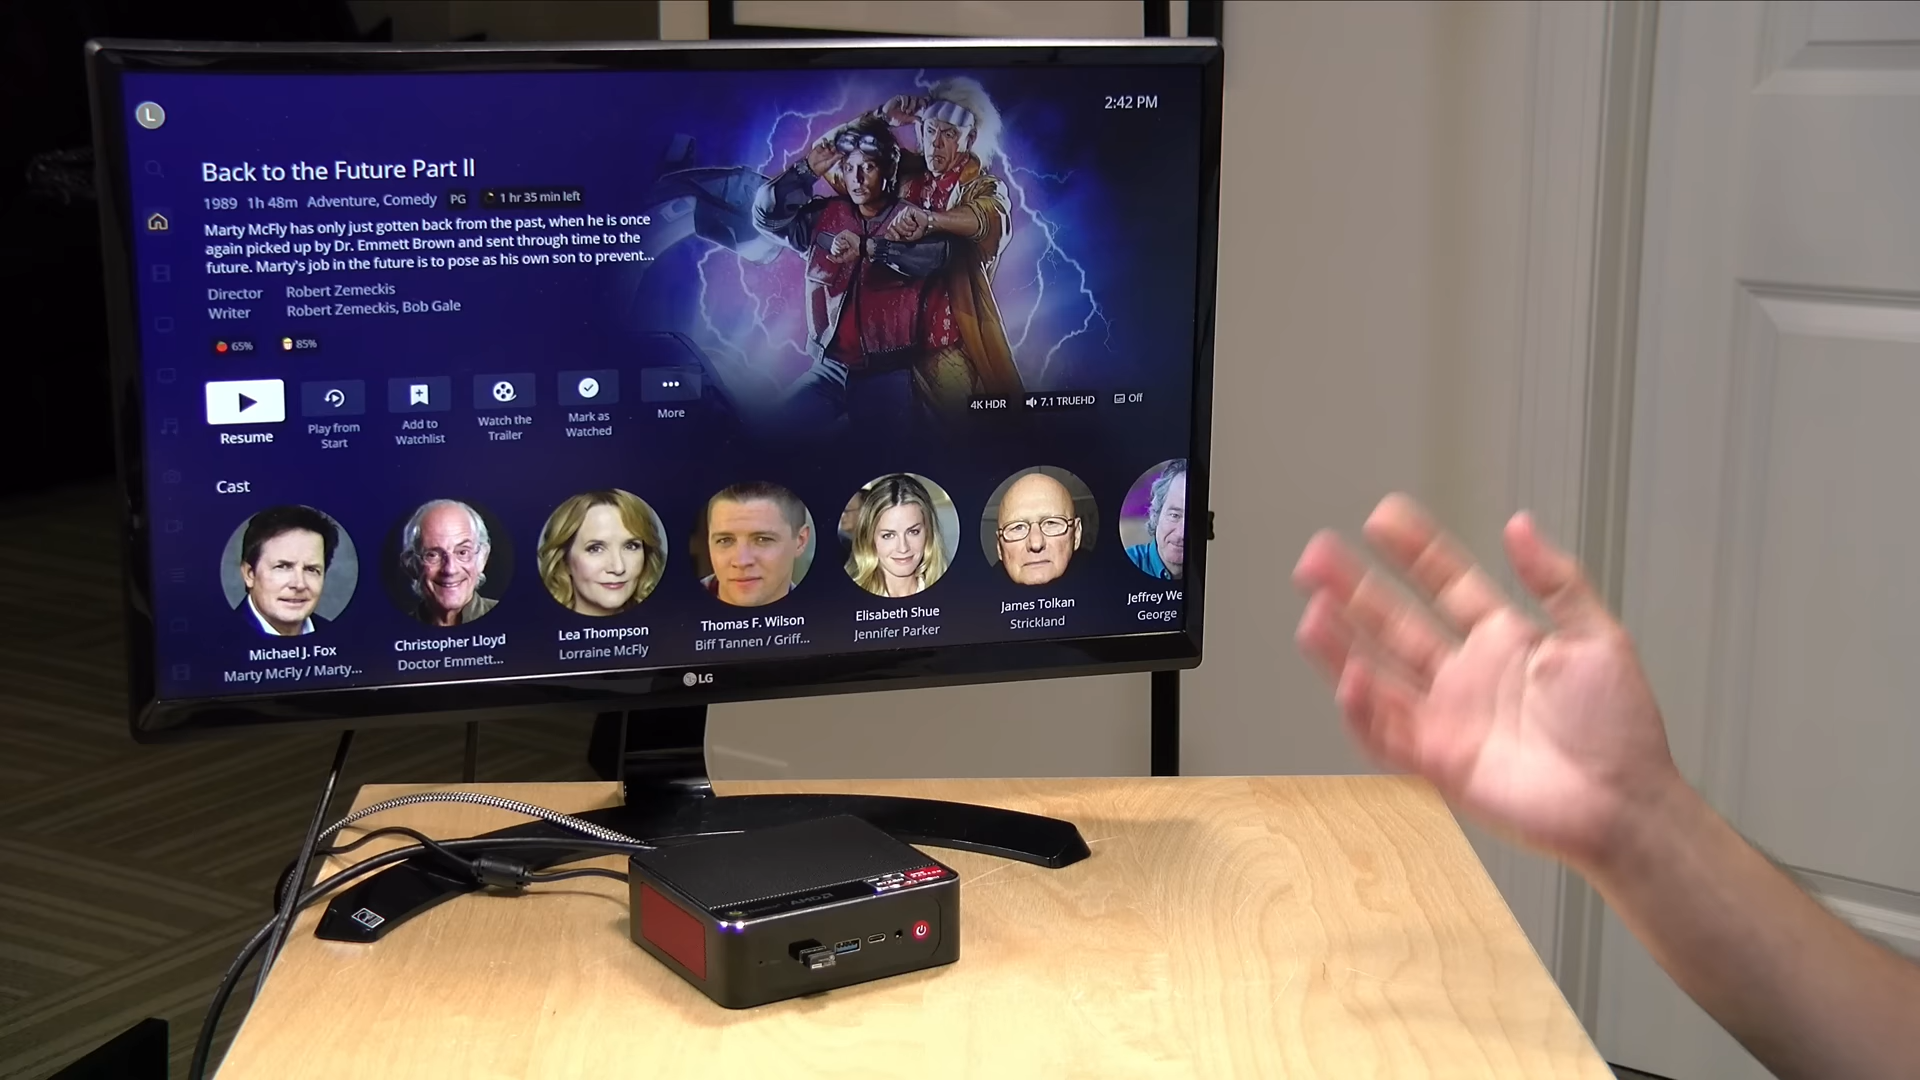 L
2:42 PM
Back to the Future Part II
1989 1h 48m Adventure, Comedy PG 1 hr 35 min left
Marty McFly has only just gotten back from the past, when he is once
again picked up by Dr. Emmett Brown and sent through time to the
future. Marty's job in the future is to pose as his own son to prevent...
Director Robert Zemeckis
Writer Robert Zemeckis, Bob Gale
65% 85%
4K HDR 7.1 TRUEHD Off
Resume
Play from
Start
Add to
Watchlist
Watch the
Trailer
Mark as
Watched
More
Cast
Michael J. Fox
Marty McFly / Marty...
Christopher Lloyd
Doctor Emmett...
Lea Thompson
Lorraine McFly
Thomas F. Wilson
Biff Tannen / Griff...
Elisabeth Shue
Jennifer Parker
James Tolkan
Strickland
Jeffrey We
George
LG
AMD